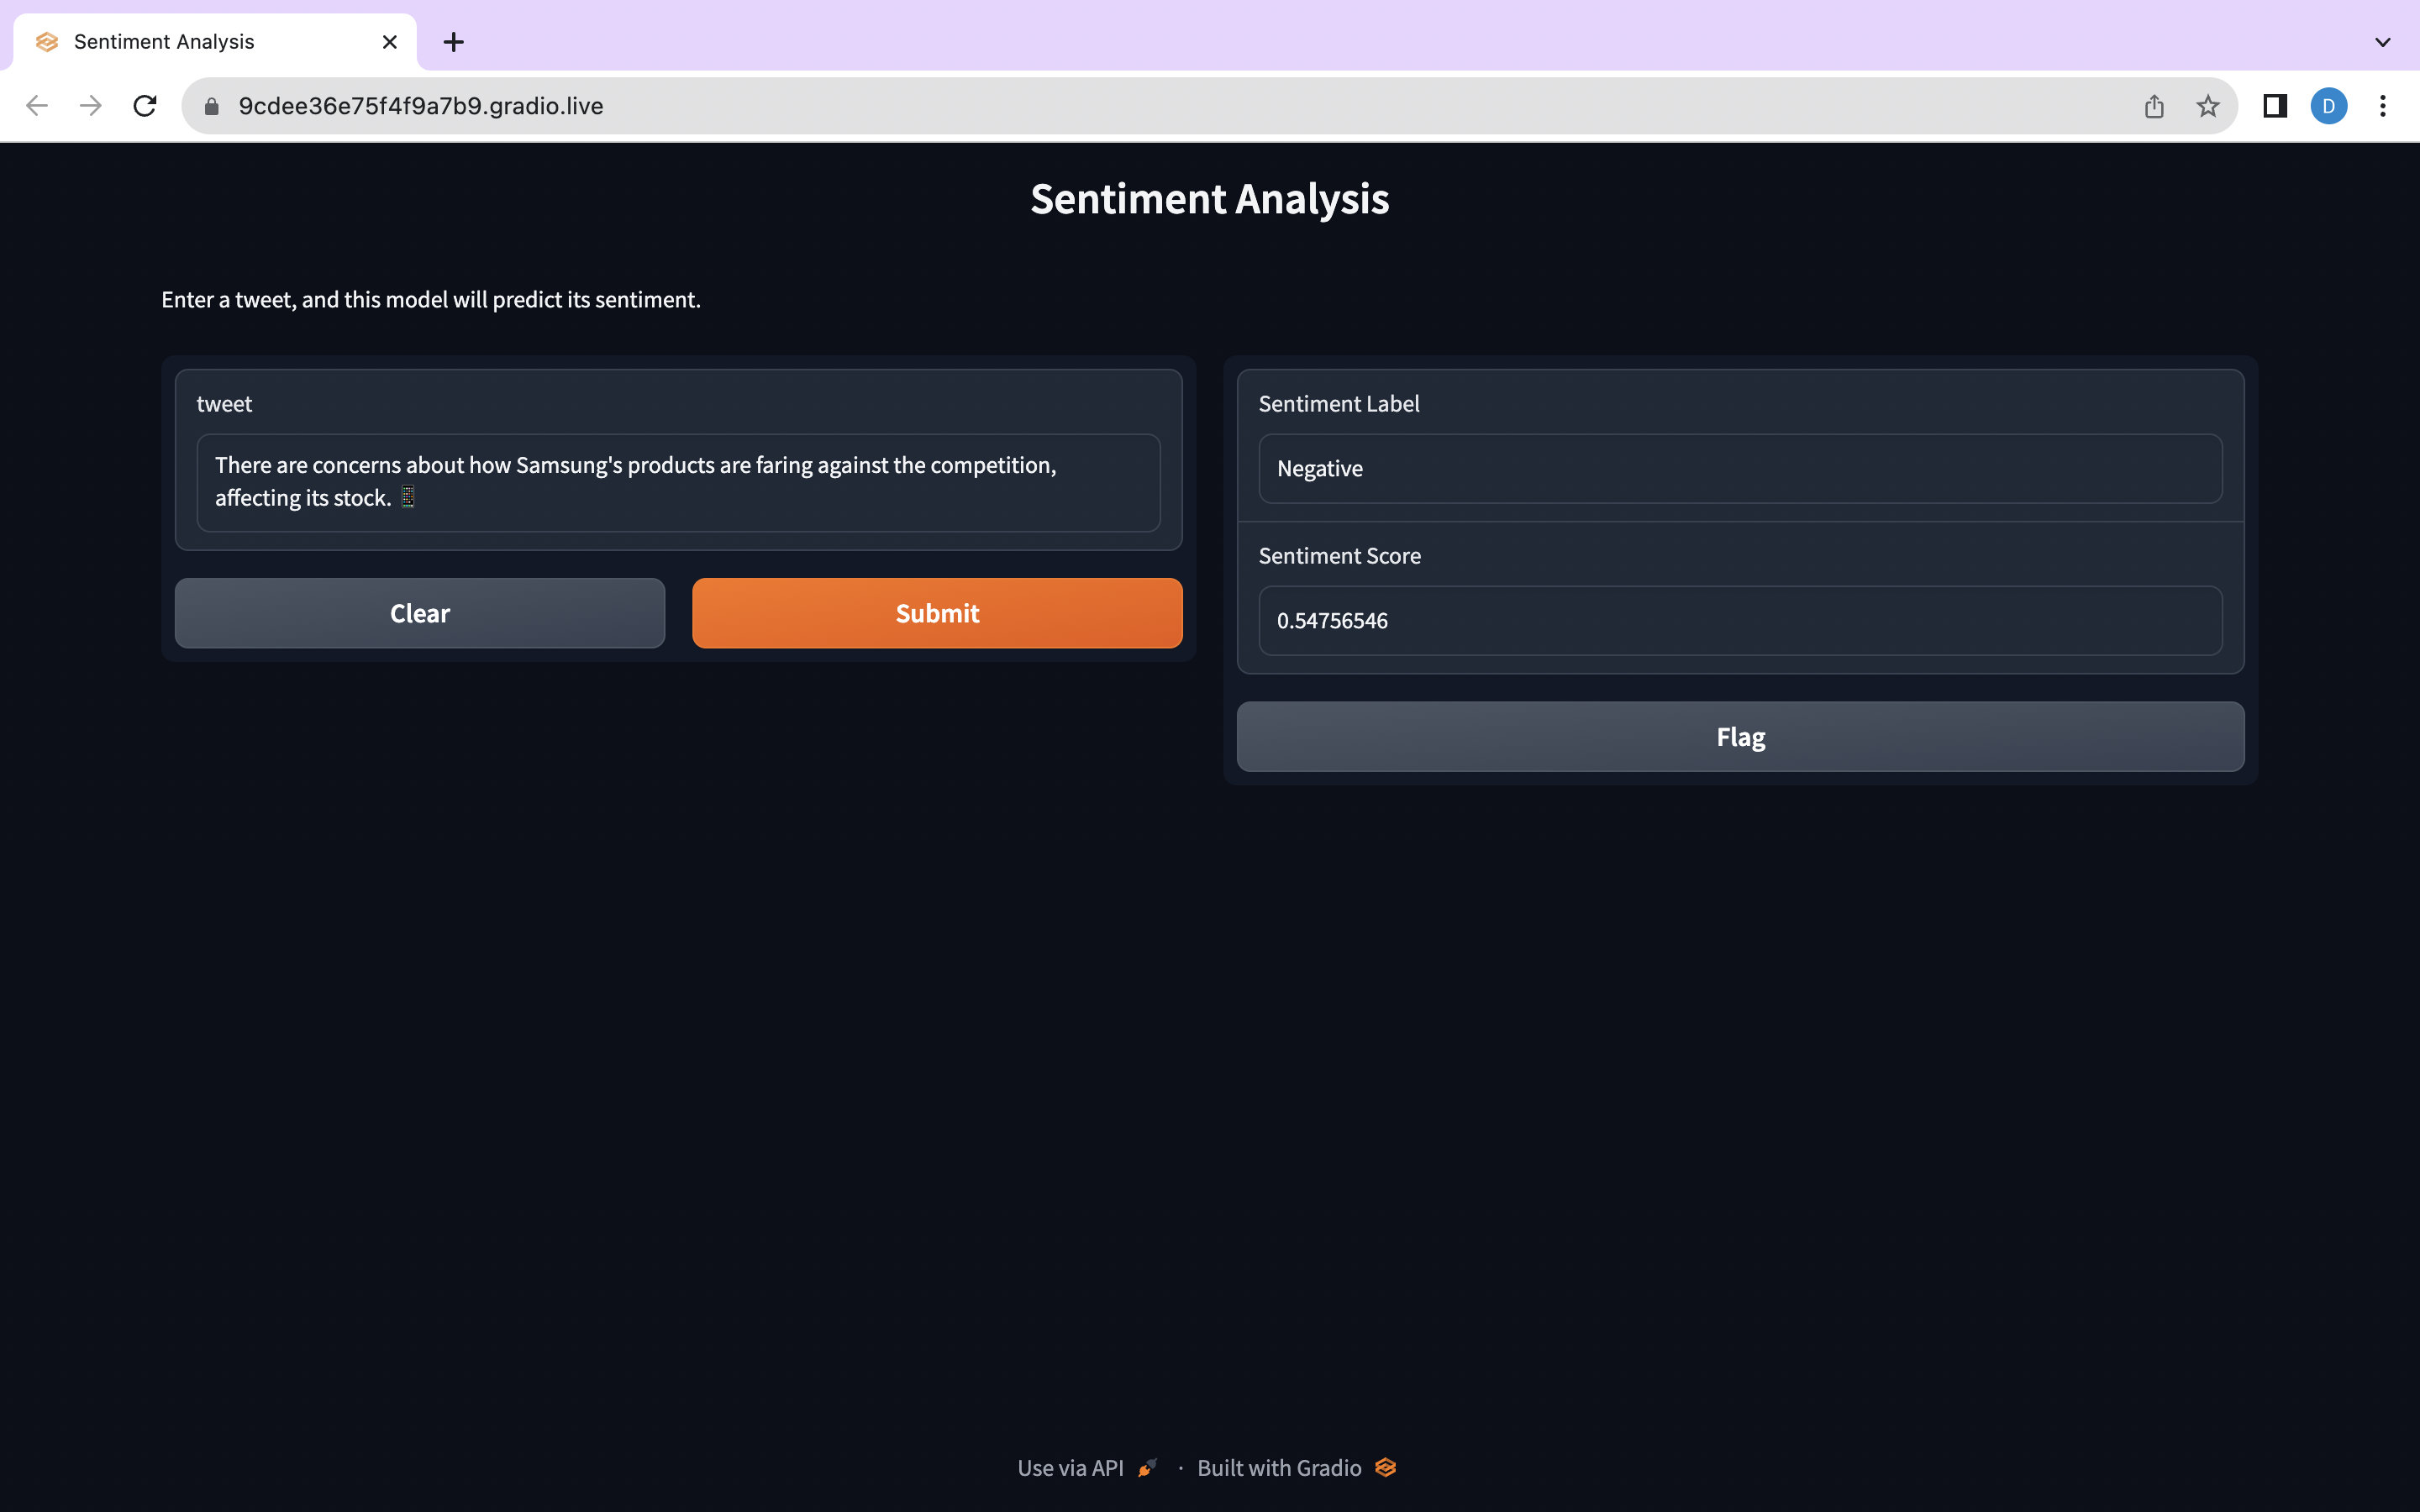 Sentiment Analysis
9cdee36e75f4f9a7b9.gradio.live
D
Sentiment Analysis
Enter a tweet, and this model will predict its sentiment.
tweet
There are concerns about how Samsung's products are faring against the competition,
affecting its stock. 📱
Clear
Submit
Sentiment Label
Negative
Sentiment Score
0.54756546
Flag
Use via API 🚀 · Built with Gradio